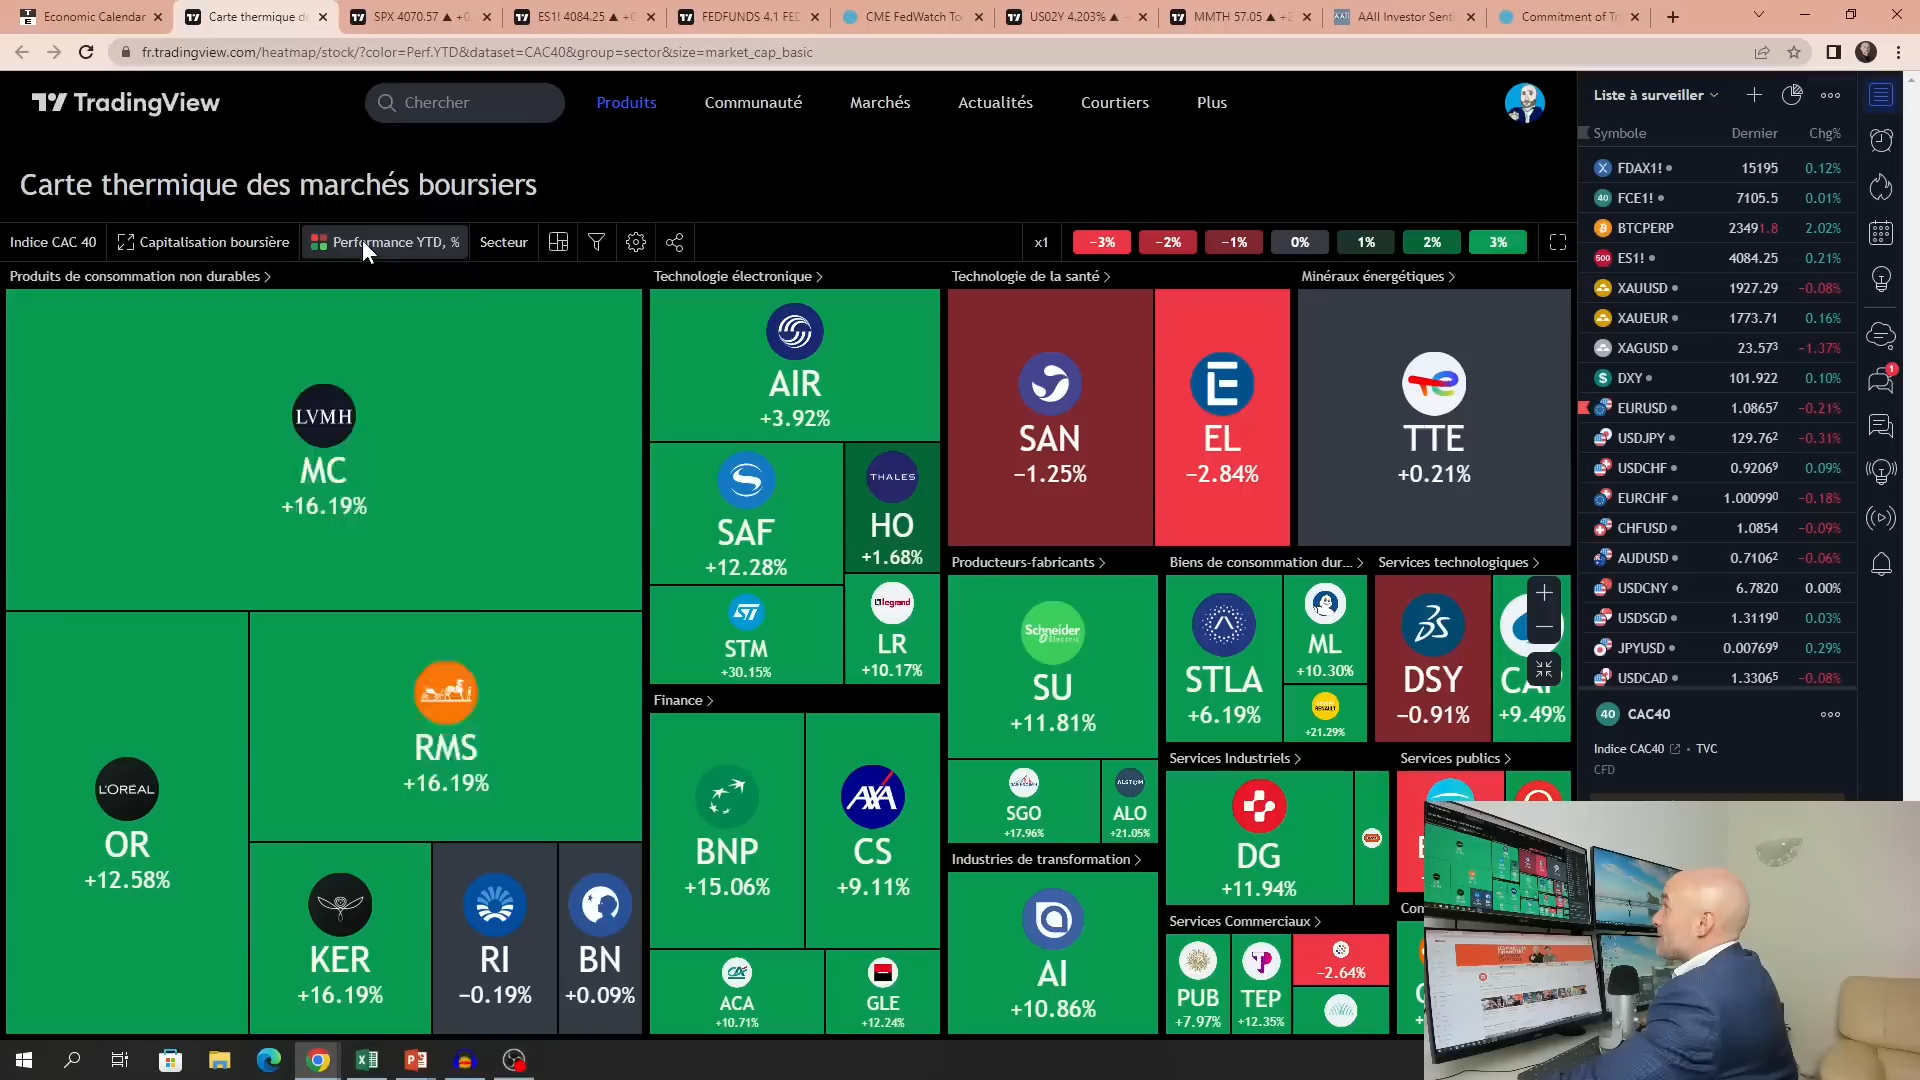 Economic Calendar
Carte thermique d
SPX 4070.57 ▲ +0
ES1! 4084.25 ▲ +0
FEDFUNDS 4.1 FE
CME FedWatch To
US02Y 4.203% ▲ −
MMTH 57.05 ▲ +2
AAII Investor Sent
Commitment of T
fr.tradingview.com/heatmap/stock/?color=Perf.YTD&dataset=CAC40&group=sector&size=market_cap_basic
TradingView
Chercher
Produits
Communauté
Marchés
Actualités
Courtiers
Plus
Carte thermique des marchés boursiers
Indice CAC 40
Capitalisation boursière
Performance YTD, %
Secteur
x1
−3%
−2%
−1%
0%
1%
2%
3%
Produits de consommation non durables >
LVMH
MC
+16.19%
L'ORÉAL
OR
+12.58%
RMS
+16.19%
KER
+16.19%
RI
−0.19%
BN
+0.09%
Technologie électronique >
AIR
+3.92%
SAF
+12.28%
THALES
HO
+1.68%
STM
+30.15%
legrand
LR
+10.17%
Finance >
BNP
+15.06%
AXA
CS
+9.11%
ACA
+10.71%
GLE
+12.24%
Technologie de la santé >
SAN
−1.25%
EL
−2.84%
Minéraux énergétiques >
TTE
+0.21%
Producteurs-fabricants >
Schneider
Electric
SU
+11.81%
SGO
+17.96%
ALSTOM
ALO
+21.05%
Industries de transformation >
AI
+10.86%
Biens de consommation dur... >
STLA
+6.19%
ML
+10.30%
RENAULT
+21.29%
Services technologiques >
DSY
−0.91%
CAP
+9.49%
Services Industriels >
DG
+11.94%
Services publics >
Services Commerciaux >
PUB
+7.97%
TEP
+12.35%
−2.64%
Con
Liste à surveiller
Symbole Dernier Chg%
FDAX1! 15195 0.12%
40 FCE1! 7105.5 0.01%
BTCPERP 23491.8 2.02%
500 ES1! 4084.25 0.21%
XAUUSD 1927.29 −0.08%
XAUEUR 1773.71 0.16%
XAGUSD 23.573 −1.37%
DXY 101.922 0.10%
EURUSD 1.08657 −0.21%
USDJPY 129.762 −0.31%
USDCHF 0.92069 0.09%
EURCHF 1.000990 −0.18%
CHFUSD 1.0854 −0.09%
AUDUSD 0.71062 −0.06%
USDCNY 6.7820 0.00%
USDSGD 1.31190 0.03%
JPYUSD 0.007699 0.29%
USDCAD 1.33065 −0.08%
40 CAC40
Indice CAC40 • TVC
CFD
1